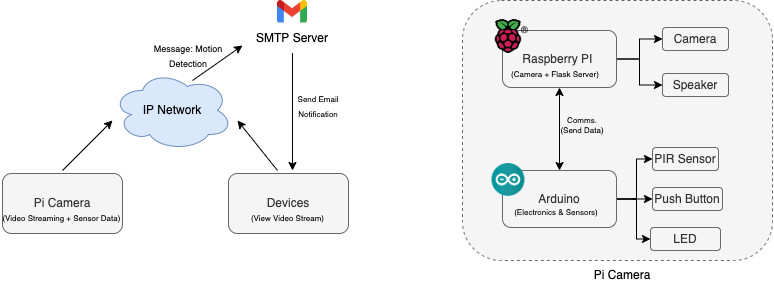 SMTP Server
Message: Motion
Detection
IP Network
Send Email
Notification
Pi Camera
(Video Streaming + Sensor Data)
Devices
(View Video Stream)
®
Raspberry PI
(Camera + Flask Server)
Camera
Speaker
Comms.
(Send Data)
Arduino
(Electronics & Sensors)
PIR Sensor
Push Button
LED
Pi Camera